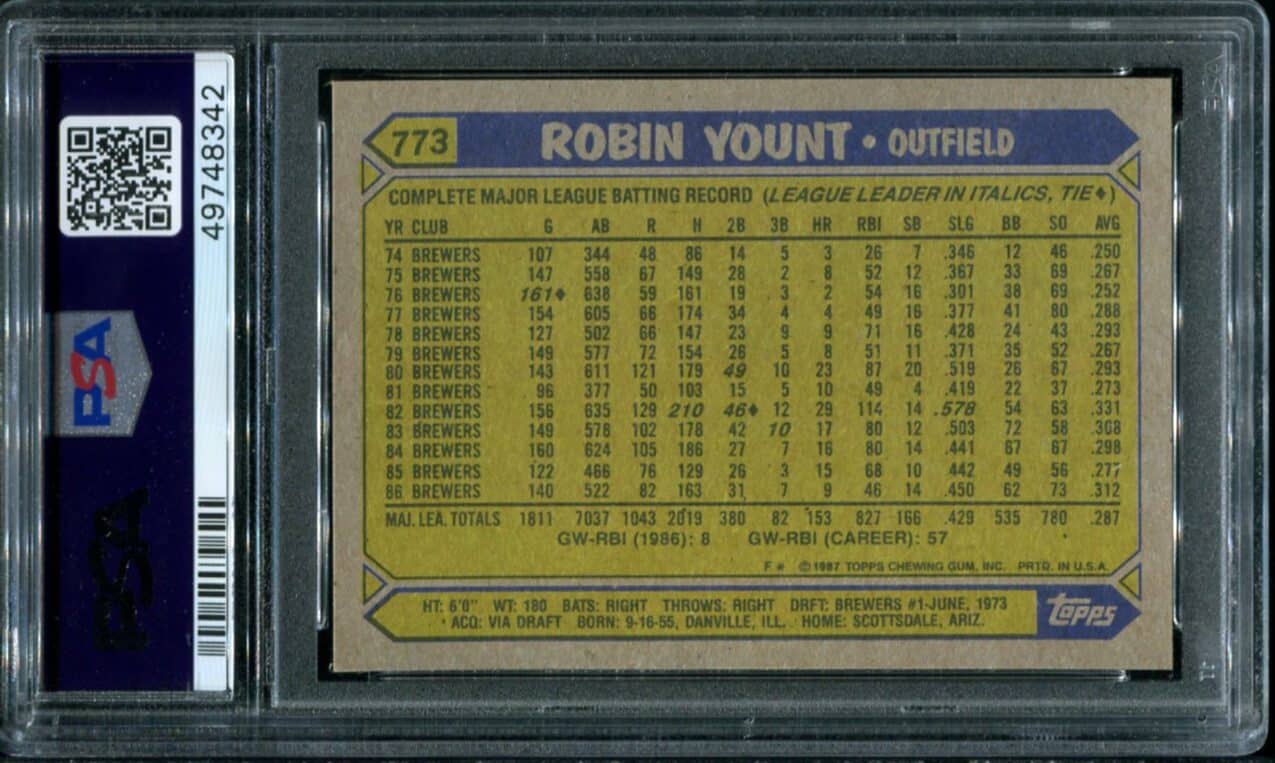 49748342
PSA
PSA
773 ROBIN YOUNT • OUTFIELD
COMPLETE MAJOR LEAGUE BATTING RECORD (LEAGUE LEADER IN ITALICS, TIE♦)
YR CLUB G AB R H 2B 3B HR RBI SB SLG BB SO AVG
74 BREWERS 107 344 48 86 14 5 3 26 7 .346 12 46 .250
75 BREWERS 147 558 67 149 28 2 8 52 12 .367 33 69 .267
76 BREWERS 161♦ 638 59 161 19 3 2 54 16 .301 38 69 .252
77 BREWERS 154 605 66 174 34 4 4 49 16 .377 41 80 .288
78 BREWERS 127 502 66 147 23 9 9 71 16 .428 24 43 .293
79 BREWERS 149 577 72 154 26 5 8 51 11 .371 35 52 .267
80 BREWERS 143 611 121 179 49 10 23 87 20 .519 26 67 .293
81 BREWERS 96 377 50 103 15 5 10 49 4 .419 22 37 .273
82 BREWERS 156 635 129 210 46♦ 12 29 114 14 .578 54 63 .331
83 BREWERS 149 578 102 178 42 10 17 80 12 .503 72 58 .308
84 BREWERS 160 624 105 186 27 7 16 80 14 .441 67 67 .298
85 BREWERS 122 466 76 129 26 3 15 68 10 .442 49 56 .277
86 BREWERS 140 522 82 163 31 7 9 46 14 .450 62 73 .312
MAJ. LEA. TOTALS 1811 7037 1043 2019 380 82 153 827 166 .429 535 780 .287
GW-RBI (1986): 8 GW-RBI (CAREER): 57
F # © 1987 TOPPS CHEWING GUM, INC. PRTD. IN U.S.A.
HT: 6'0" WT: 180 BATS: RIGHT THROWS: RIGHT DRFT: BREWERS #1-JUNE, 1973
ACQ: VIA DRAFT BORN: 9-16-55, DANVILLE, ILL. HOME: SCOTTSDALE, ARIZ.
topps